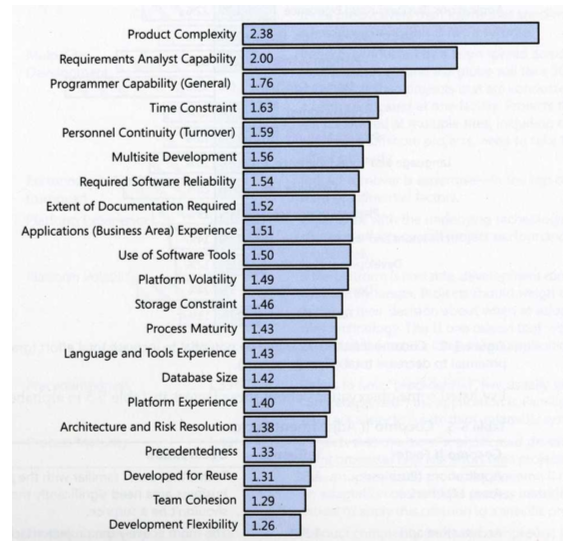 Product Complexity 2.38
Requirements Analyst Capability 2.00
Programmer Capability (General) 1.76
Time Constraint 1.63
Personnel Continuity (Turnover) 1.59
Multisite Development 1.56
Required Software Reliability 1.54
Extent of Documentation Required 1.52
Applications (Business Area) Experience 1.51
Use of Software Tools 1.50
Platform Volatility 1.49
Storage Constraint 1.46
Process Maturity 1.43
Language and Tools Experience 1.43
Database Size 1.42
Platform Experience 1.40
Architecture and Risk Resolution 1.38
Precedentedness 1.33
Developed for Reuse 1.31
Team Cohesion 1.29
Development Flexibility 1.26